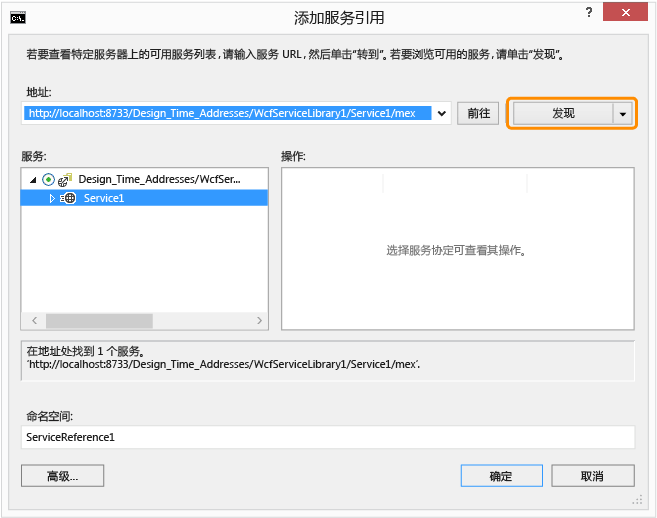 添加服务引用
?
若要查看特定服务器上的可用服务列表,请输入服务 URL,然后单击“转到”。若要浏览可用的服务,请单击“发现”。
地址:
http://localhost:8733/Design_Time_Addresses/WcfServiceLibrary1/Service1/mex 前往 发现
服务: 操作:
Design_Time_Addresses/WcfSer...
Service1
选择服务协定可查看其操作。
在地址处找到 1 个服务。
'http://localhost:8733/Design_Time_Addresses/WcfServiceLibrary1/Service1/mex'.
命名空间:
ServiceReference1
高级... 确定 取消